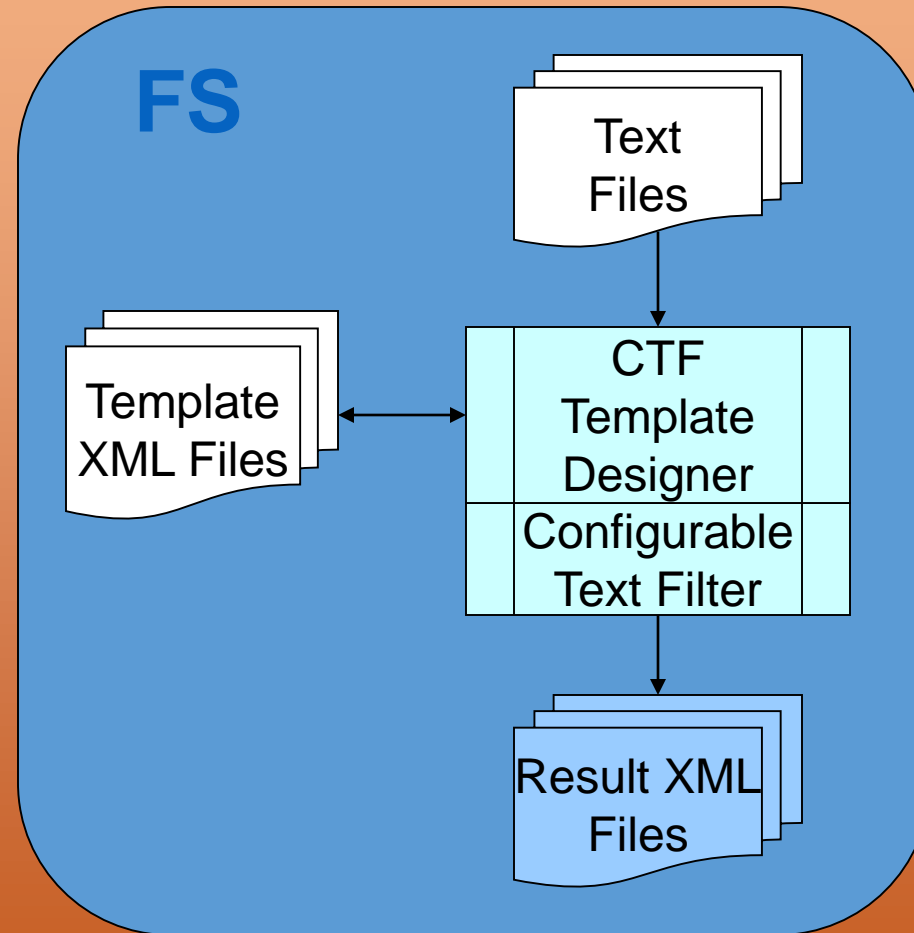 FS
Text
Files
Template
XML Files
CTF
Template
Designer
Configurable
Text Filter
Result XML
Files